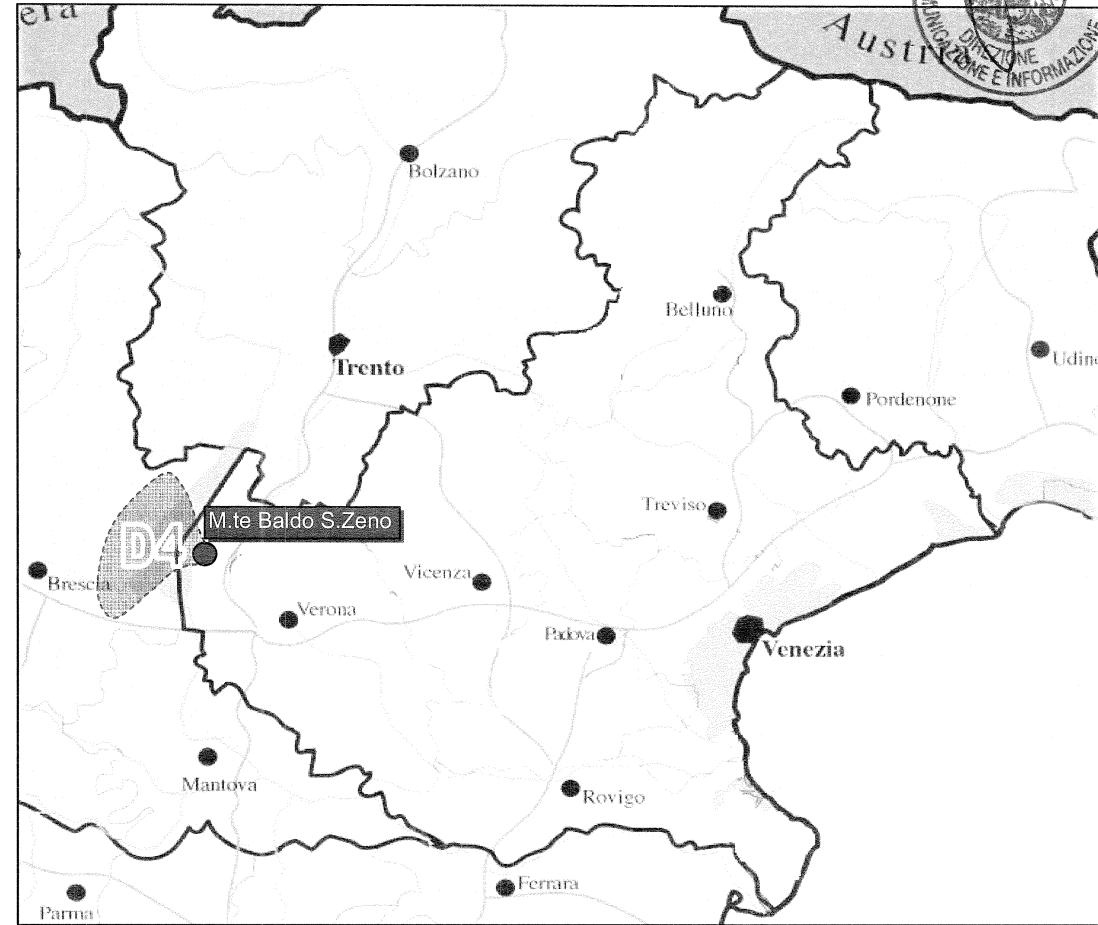 era
Austria
MUNICAZIONE E INFORMAZIONE
DIREZIONE
Bolzano
Belluno
Trento
Udine
Pordenone
M.te Baldo S.Zeno
Treviso
D4
Brescia
Vicenza
Verona
Padova
Venezia
Mantova
Rovigo
Ferrara
Parma